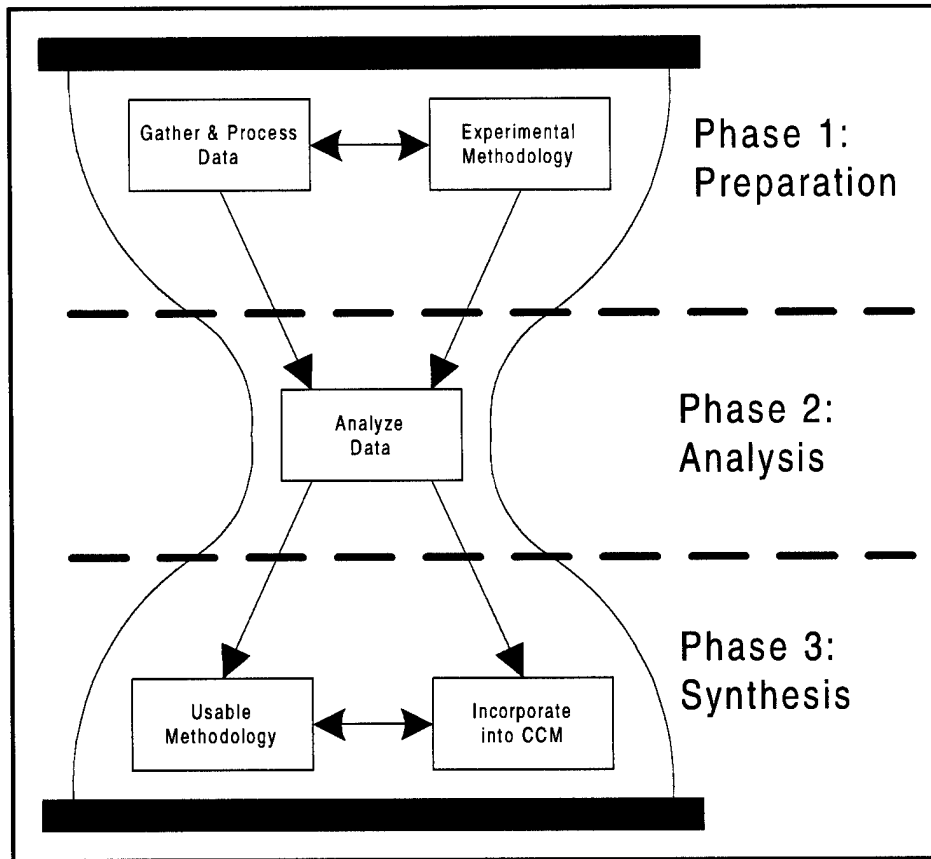 Gather & Process
Data
Experimental
Methodology
Phase 1:
Preparation
Analyze
Data
Phase 2:
Analysis
Usable
Methodology
Incorporate
into CCM
Phase 3:
Synthesis